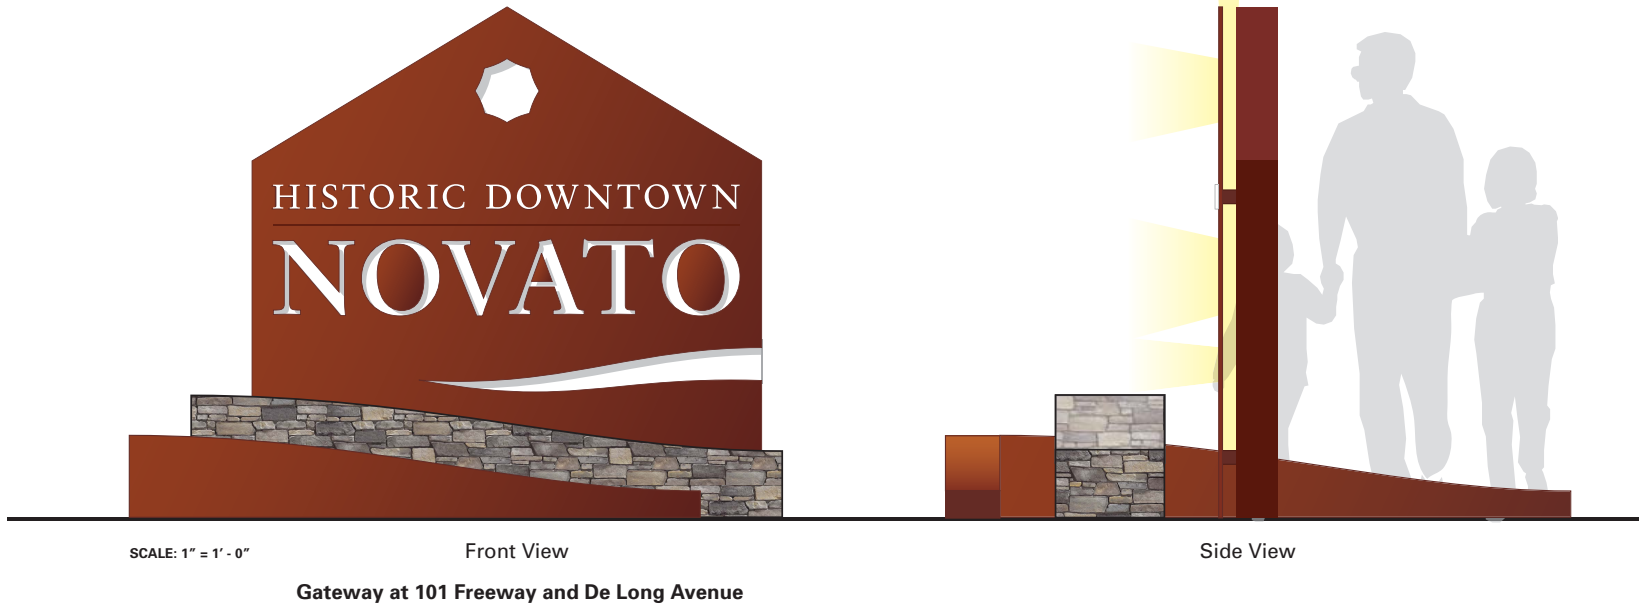 HISTORIC DOWNTOWN
NOVATO
SCALE: 1” = 1’ - 0”
Front View
Side View
Gateway at 101 Freeway and De Long Avenue